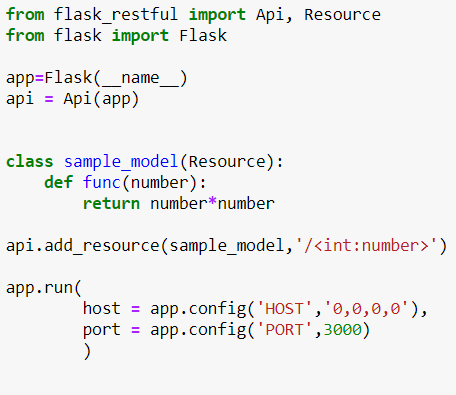 from flask_restful import Api, Resource
from flask import Flask

app=Flask(__name__)
api = Api(app)


class sample_model(Resource):
    def func(number):
        return number*number

api.add_resource(sample_model,'/<int:number>')

app.run(
        host = app.config('HOST','0,0,0,0'),
        port = app.config('PORT',3000)
        )